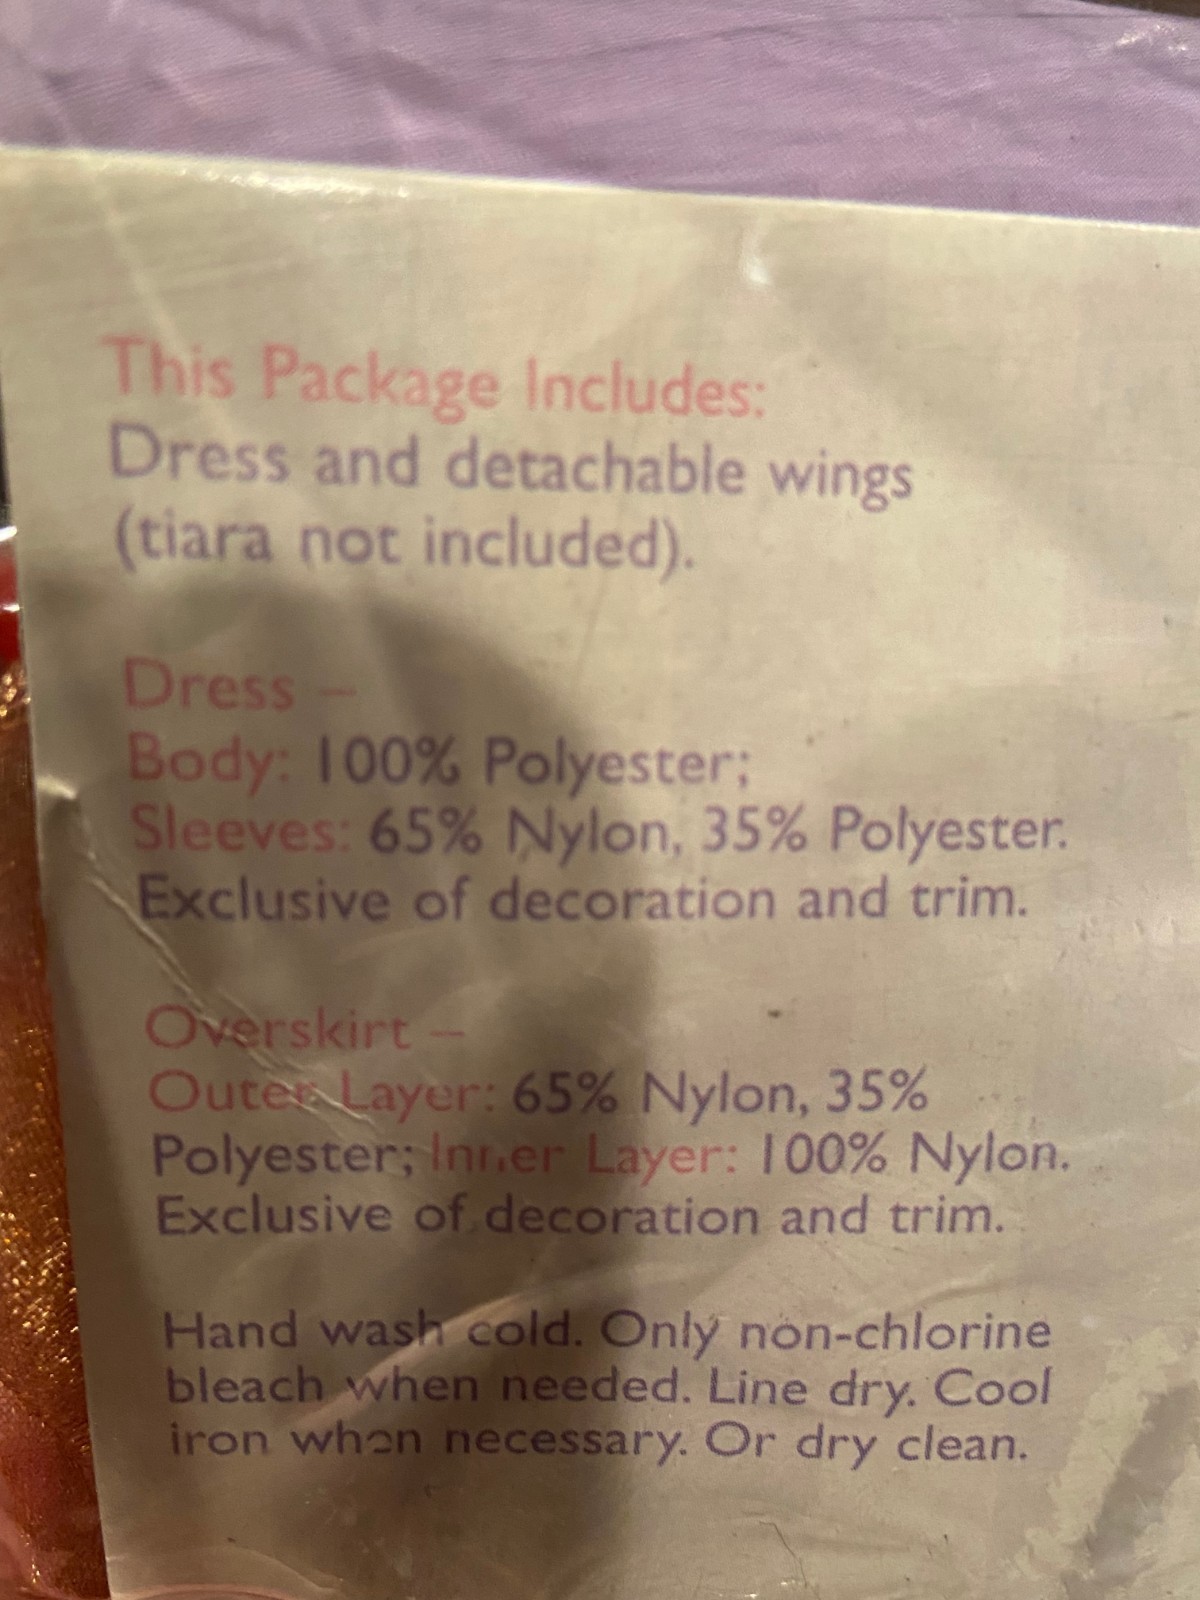 This Package Includes:
Dress and detachable wings
(tiara not included).
Dress –
Body: 100% Polyester;
Sleeves: 65% Nylon, 35% Polyester.
Exclusive of decoration and trim.
Overskirt –
Outer Layer: 65% Nylon, 35%
Polyester; Inner Layer: 100% Nylon.
Exclusive of decoration and trim.
Hand wash cold. Only non-chlorine
bleach when needed. Line dry. Cool
iron when necessary. Or dry clean.